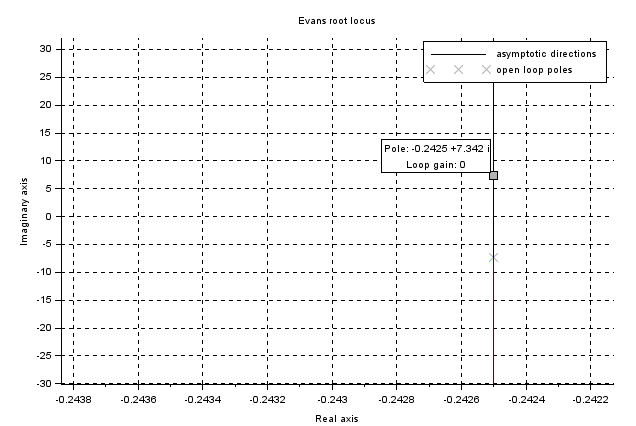 Evans root locus
asymptotic directions
open loop poles
Pole: -0.2425 +7.342 i
Loop gain: 0
Imaginary axis
30
25
20
15
10
5
0
-5
-10
-15
-20
-25
-30
-0.2438 -0.2436 -0.2434 -0.2432 -0.243 -0.2428 -0.2426 -0.2424 -0.2422
Real axis